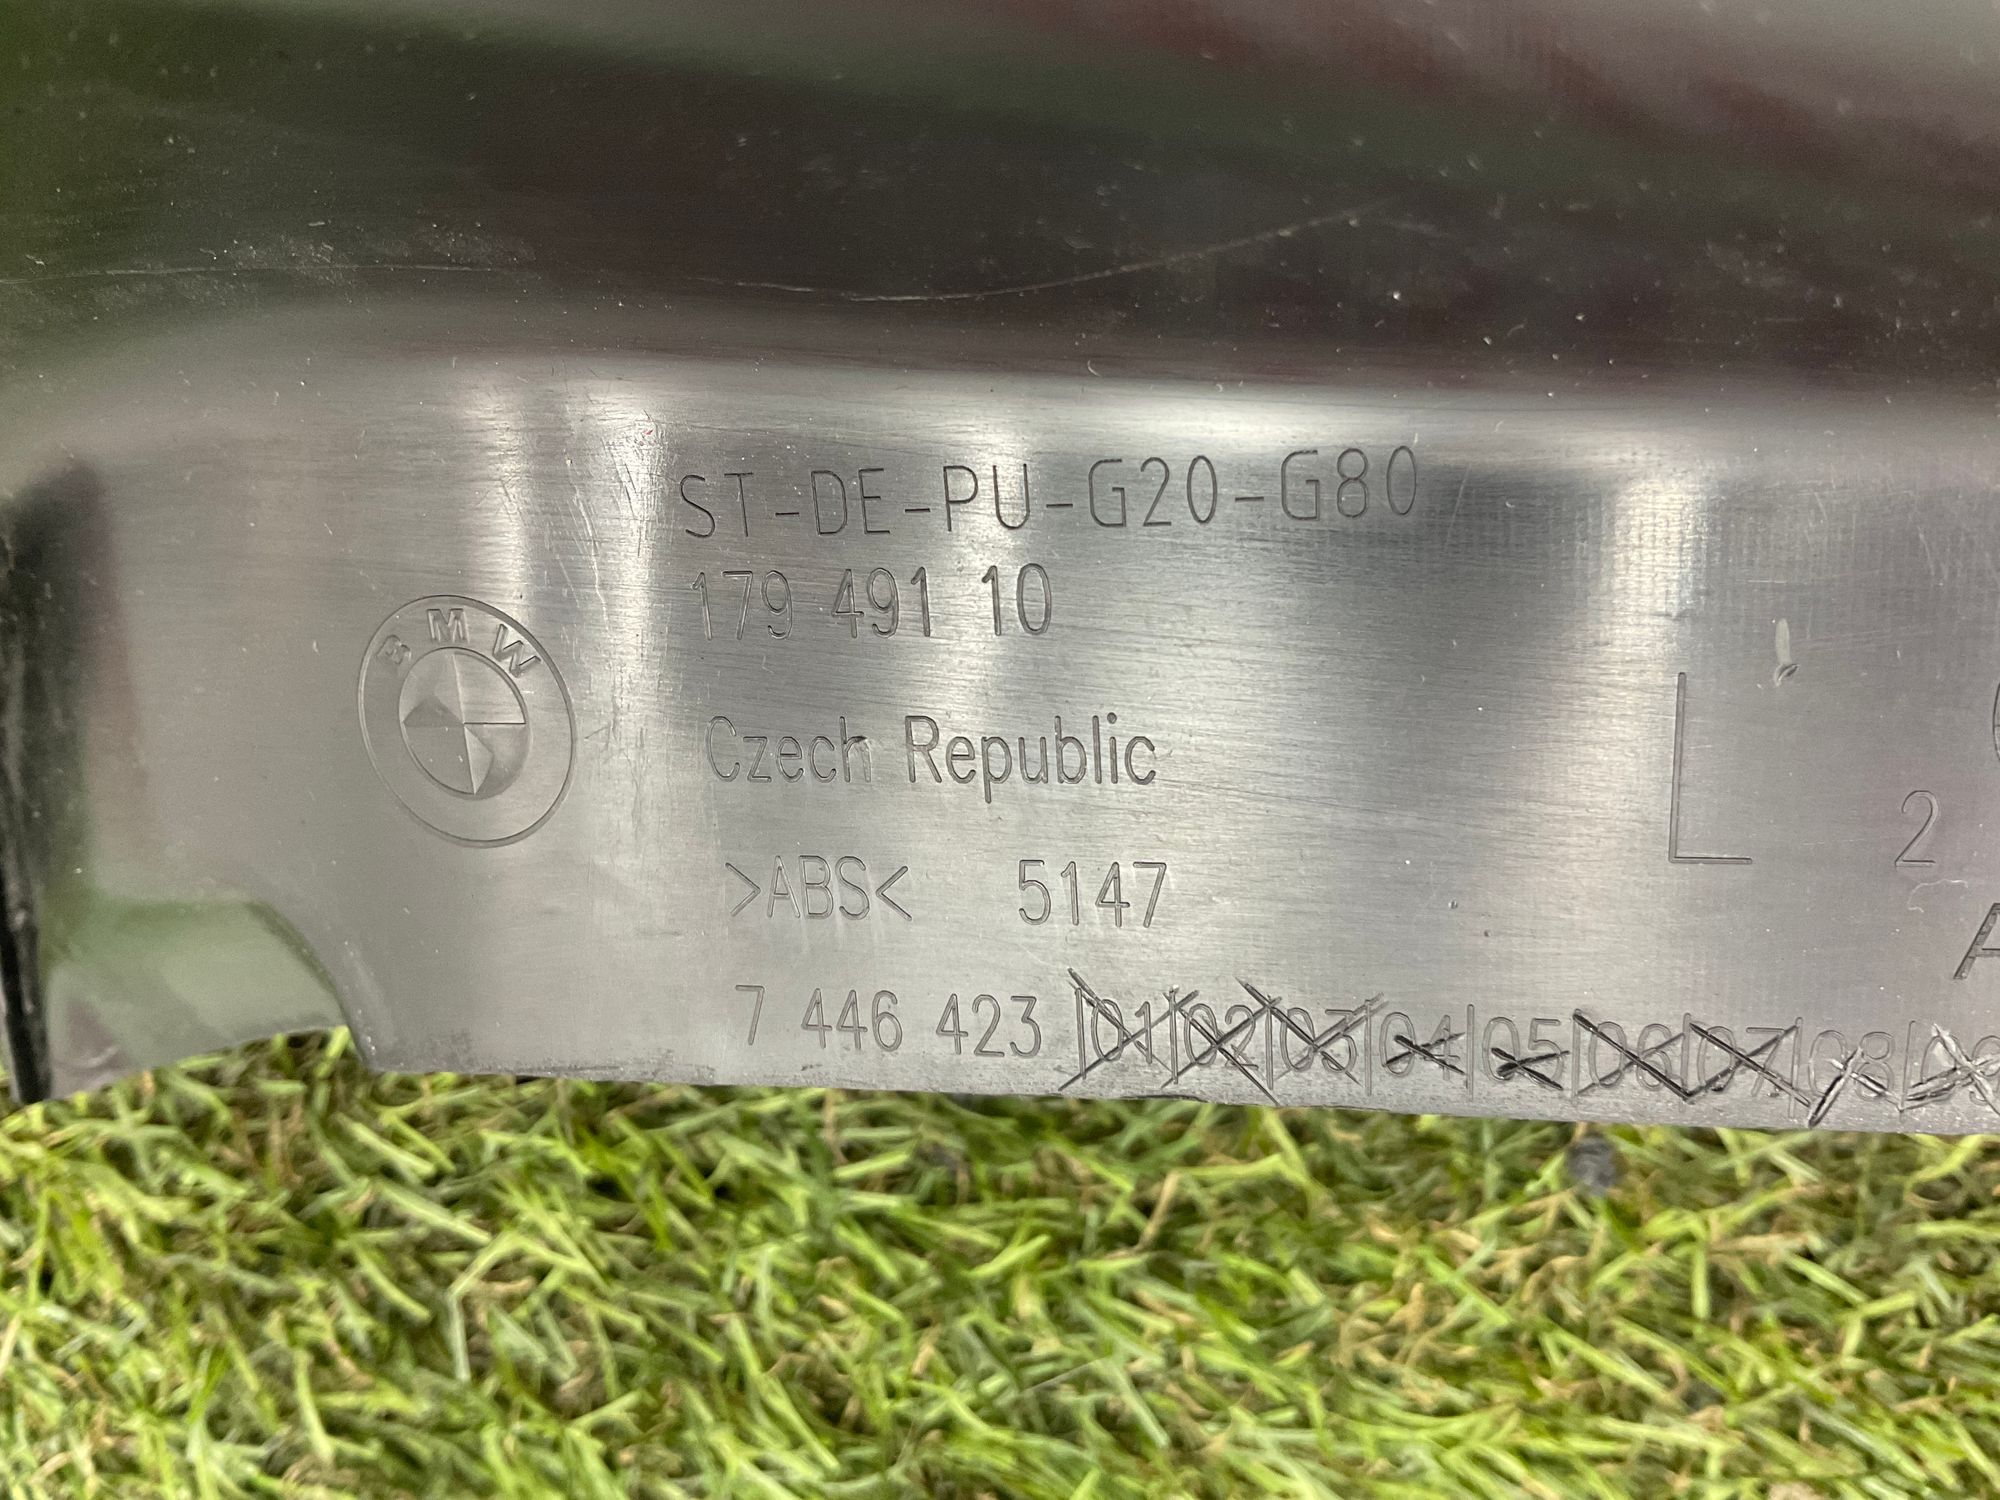 ST-DE-PU-G20-G80
179 491 10
BMW
Czech Republic
L
2
>ABS< 5147
A
7 446 423 |01|02|03|04|05|06|07|08|09